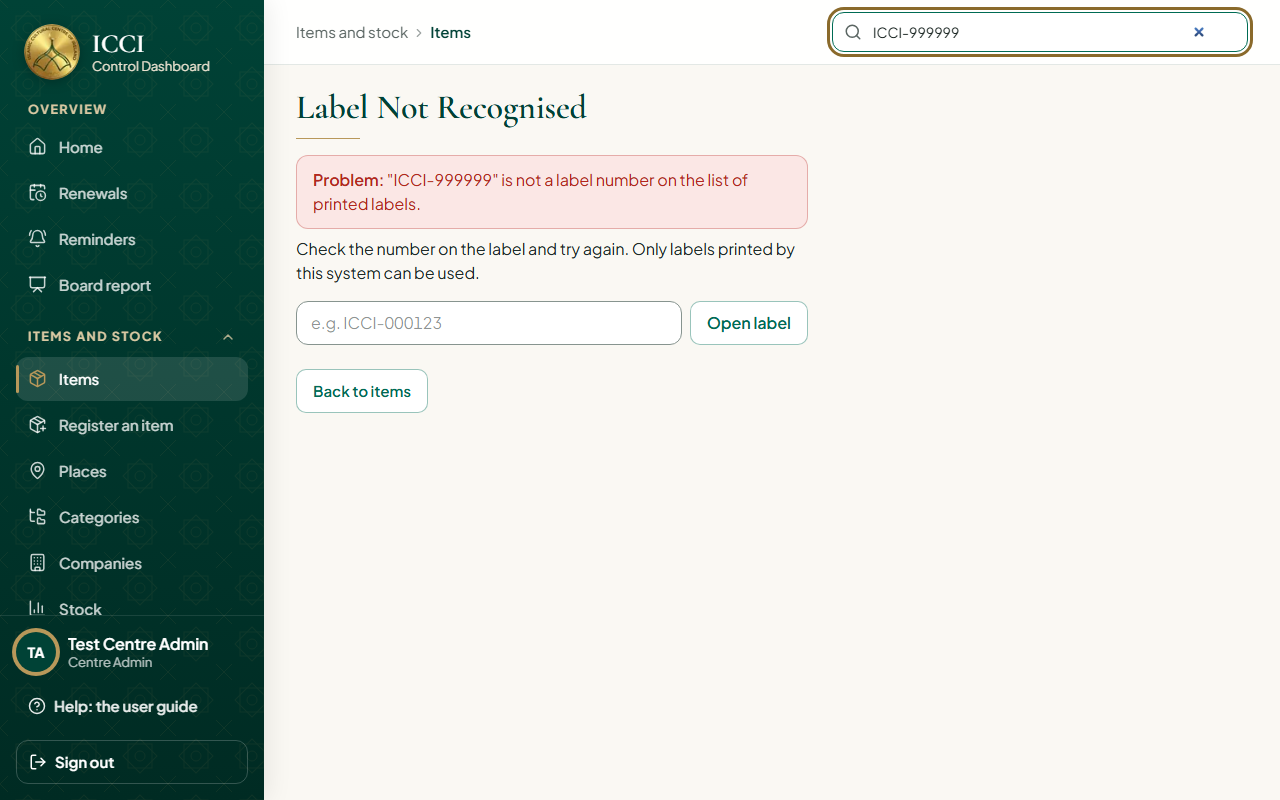 ICCI
Control Dashboard
OVERVIEW
Home
Renewals
Reminders
Board report
ITEMS AND STOCK
Items
Register an item
Places
Categories
Companies
Stock
TA
Test Centre Admin
Centre Admin
Help: the user guide
Sign out
Items and stock > Items
ICCI-999999
Label Not Recognised
Problem: "ICCI-999999" is not a label number on the list of
printed labels.
Check the number on the label and try again. Only labels printed by
this system can be used.
e.g. ICCI-000123
Open label
Back to items